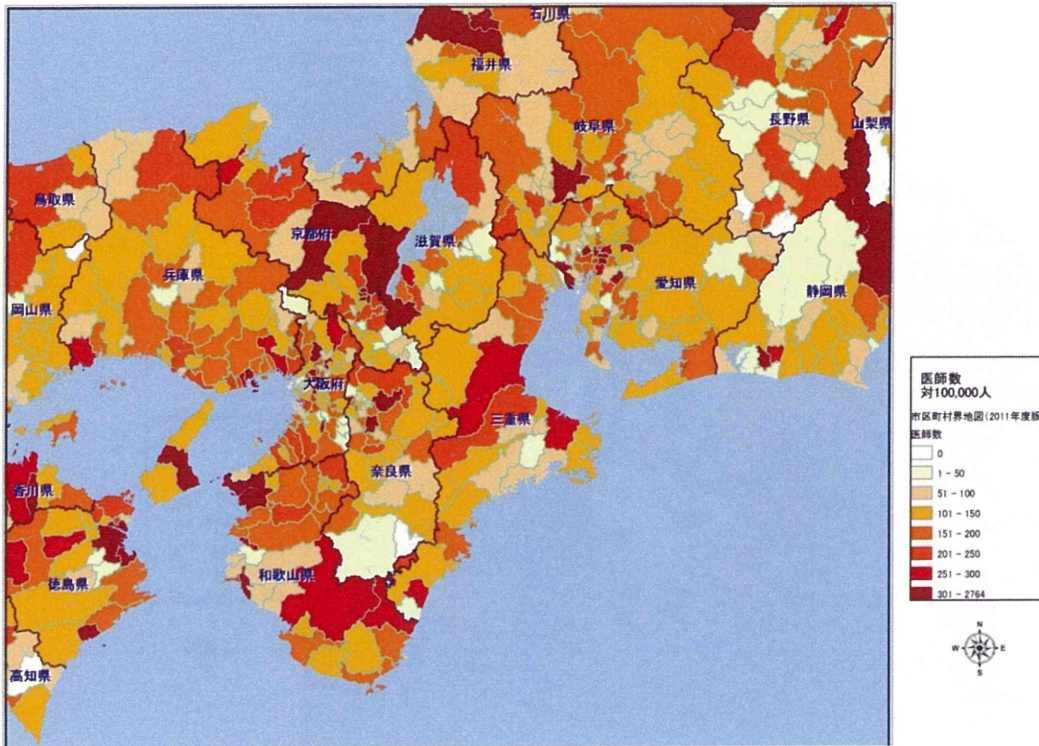 石川県
福井県
岐阜県
長野県
山梨県
鳥取県
京都府
滋賀県
兵庫県
愛知県
静岡県
岡山県
大阪府
三重県
奈良県
香川県
和歌山県
徳島県
高知県
医師数
対100,000人
市区町村界地図(2011年度版
医師数
0
1 - 50
51 - 100
101 - 150
151 - 200
201 - 250
251 - 300
301 - 2764
N
W
E
S